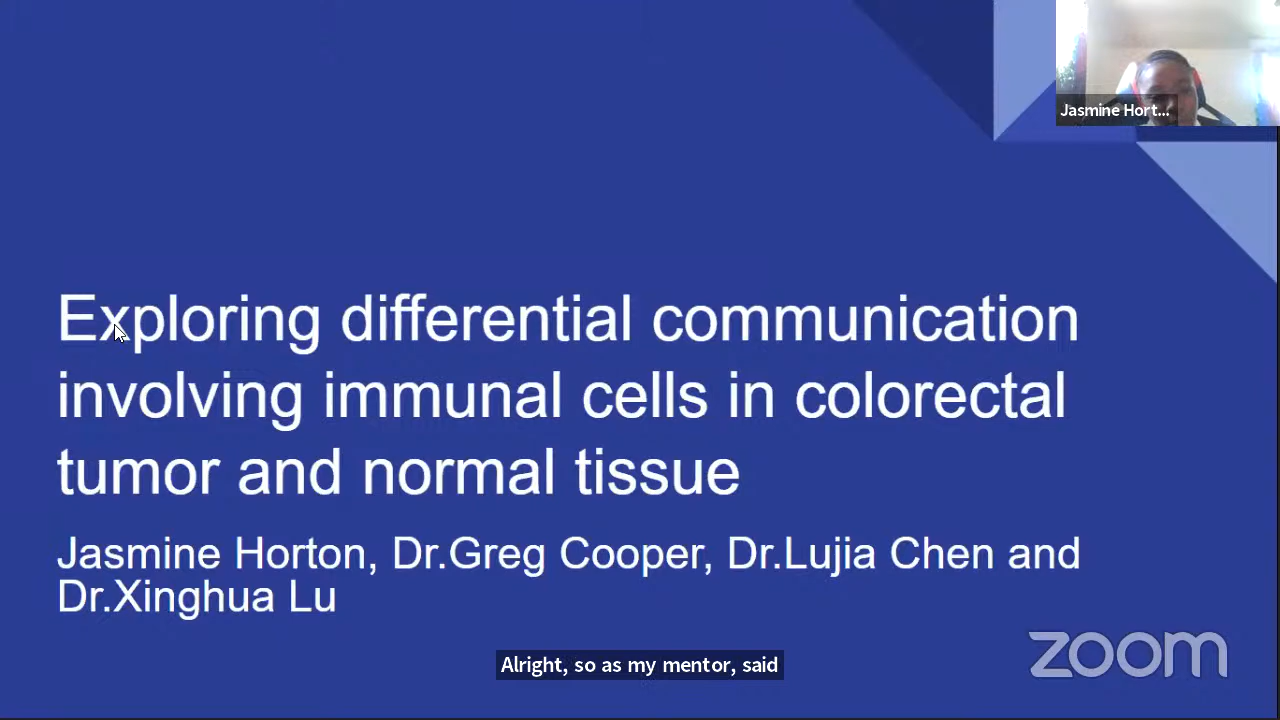 Jasmine Hort...
Exploring differential communication
involving immunal cells in colorectal
tumor and normal tissue
Jasmine Horton, Dr.Greg Cooper, Dr.Lujia Chen and
Dr.Xinghua Lu
Alright, so as my mentor, said
zoom